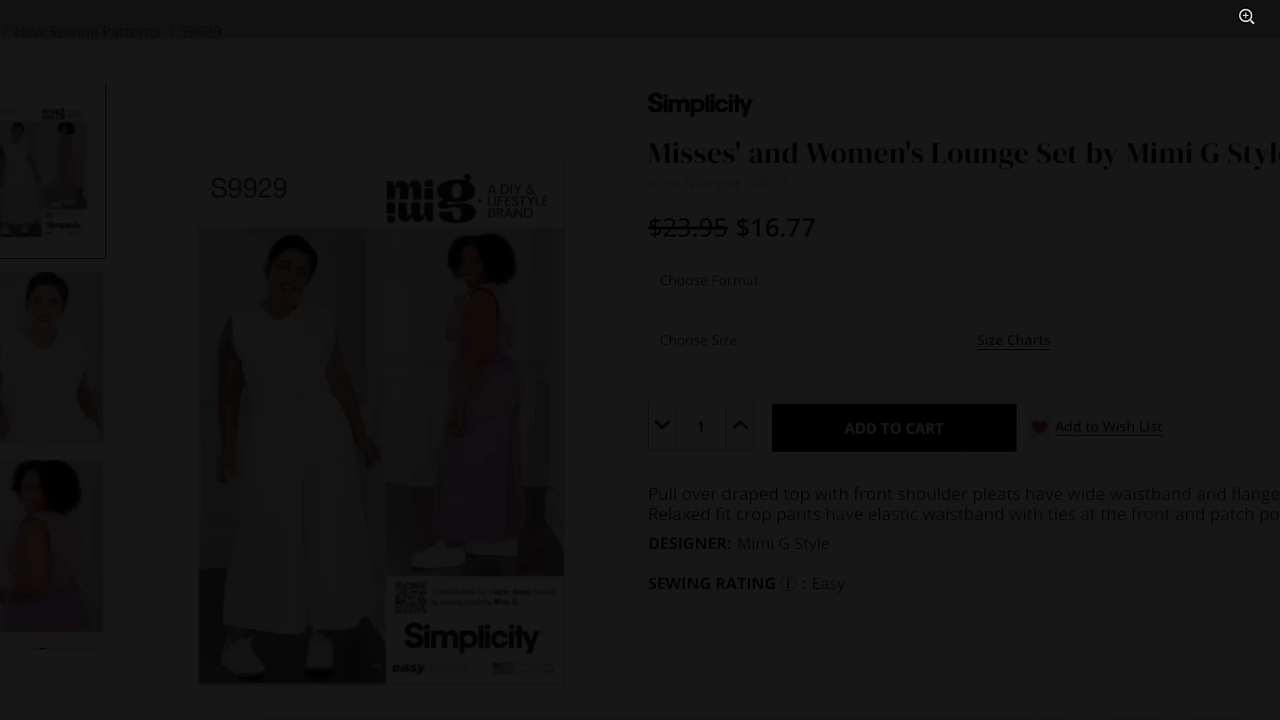 / New Sewing Patterns / S9929
Simplicity
Misses' and Women's Lounge Set by Mimi G Styl
$23.95 $16.77
Choose Format
Choose Size
Size Charts
1
ADD TO CART
Add to Wish List
Pull over draped top with front shoulder pleats have wide waistband and flange
Relaxed fit crop pants have elastic waistband with ties at the front and patch po
DESIGNER: Mimi G Style
SEWING RATING ⓘ : Easy
S9929
mimi g
A DIY &
LIFESTYLE
BRAND
Simplicity
easy